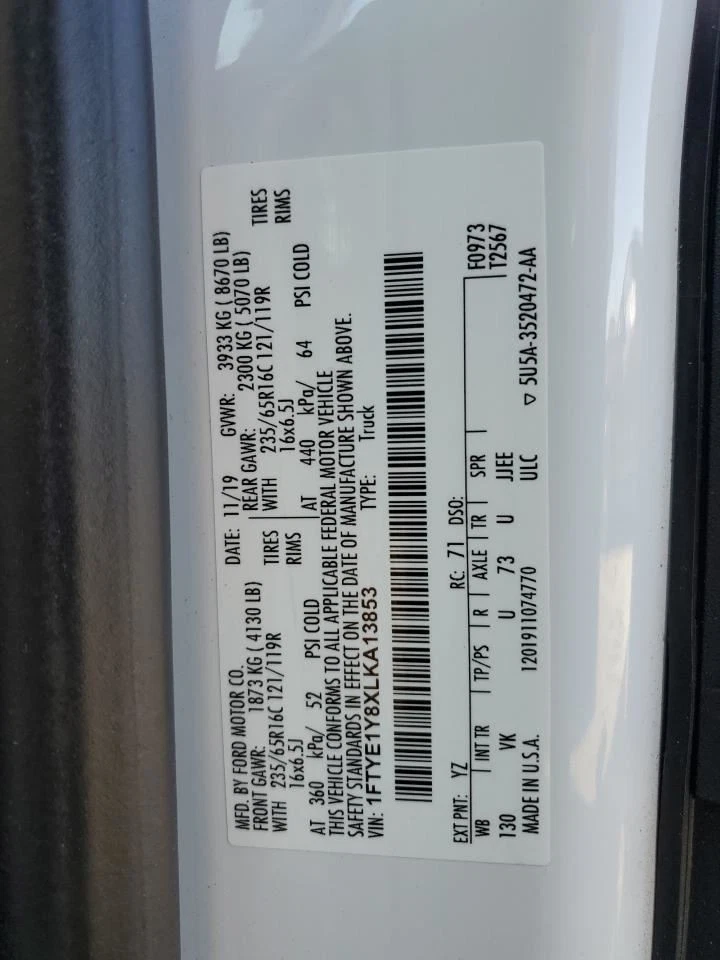 MFD. BY FORD MOTOR CO. DATE: 11/19 GVWR: 3933 KG ( 8670 LB)
FRONT GAWR: 1873 KG ( 4130 LB) REAR GAWR: 2300 KG ( 5070 LB)
WITH 235/65R16C 121/119R TIRES WITH 235/65R16C 121/119R TIRES
16x6.5J RIMS 16x6.5J RIMS
AT 360 kPa/ 52 PSI COLD AT 440 kPa/ 64 PSI COLD
THIS VEHICLE CONFORMS TO ALL APPLICABLE FEDERAL MOTOR VEHICLE
SAFETY STANDARDS IN EFFECT ON THE DATE OF MANUFACTURE SHOWN ABOVE.
VIN: 1FTYE1Y8XLKA13853 TYPE: Truck
EXT PNT: YZ RC: 71 DSO: F0973
WB INT TR TP/PS R AXLE TR SPR T2567
130 VK U 73 U JJEE
MADE IN U.S.A. 1201911074770 ULC ▽ 5U5A-3520472-AA